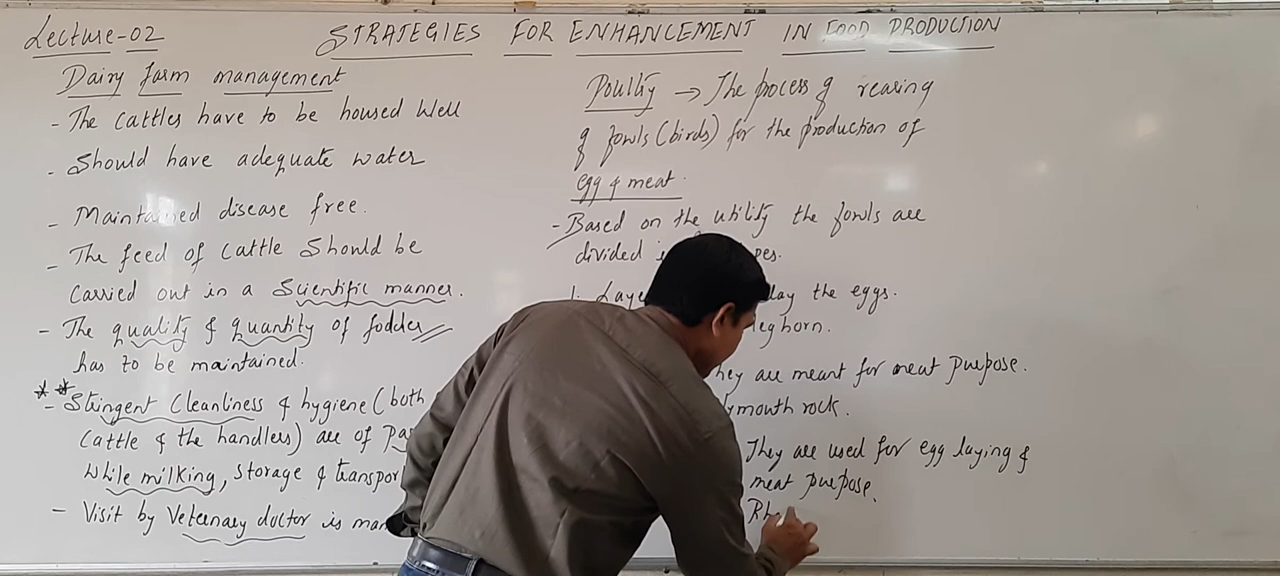 Lecture-02
STRATEGIES FOR ENHANCEMENT IN FOOD PRODUCTION
Dairy farm management
- The cattles have to be housed well
- Should have adequate water
- Maintained disease free.
- The feed of cattle should be
carried out in a scientific manner.
- The quality & quantity of fodder
has to be maintained.
** - Stringent cleanliness & hygiene (both
cattle & the handlers) are of
while milking, storage &
- Visit by Veternary doctor is
Poultry → The process of rearing
of fowls (birds) for the production of
egg & meat.
- Based on the utility the fowls are
divided
1. lay the eggs.
leghorn.
They are meant for meat purpose.
Plymouth rock.
They are used for egg laying &
meat purpose.